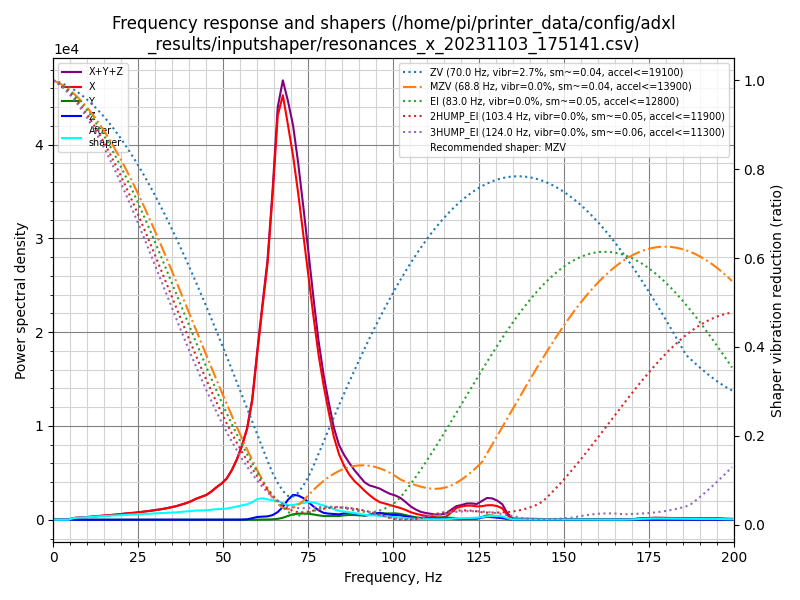 Frequency response and shapers (/home/pi/printer_data/config/adxl
_results/inputshaper/resonances_x_20231103_175141.csv)
1e4
X+Y+Z
X
Y
Z
After
shaper
ZV (70.0 Hz, vibr=2.7%, sm~=0.04, accel<=19100)
MZV (68.8 Hz, vibr=0.0%, sm~=0.04, accel<=13900)
EI (83.0 Hz, vibr=0.0%, sm~=0.05, accel<=12800)
2HUMP_EI (103.4 Hz, vibr=0.0%, sm~=0.05, accel<=11900)
3HUMP_EI (124.0 Hz, vibr=0.0%, sm~=0.06, accel<=11300)
Recommended shaper: MZV
Power spectral density
4
3
2
1
0
1.0
0.8
0.6
0.4
0.2
0.0
Shaper vibration reduction (ratio)
0 25 50 75 100 125 150 175 200
Frequency, Hz